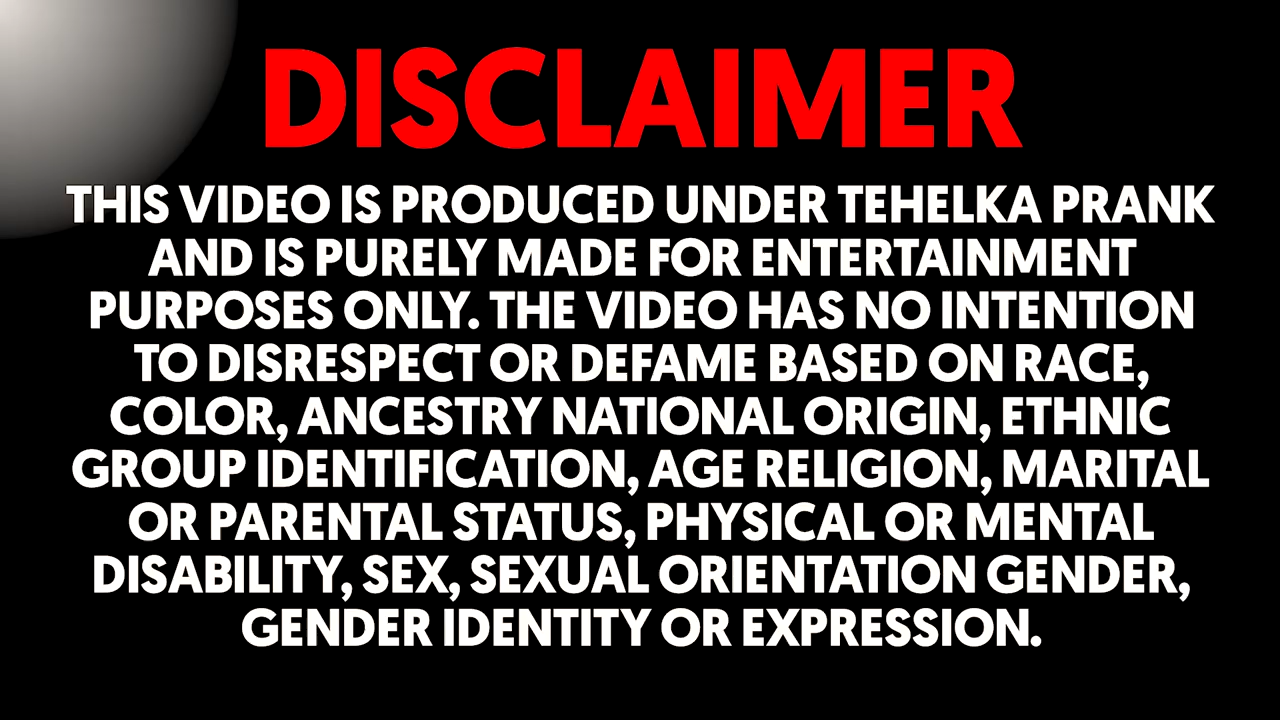 DISCLAIMER
THIS VIDEO IS PRODUCED UNDER TEHELKA PRANK
AND IS PURELY MADE FOR ENTERTAINMENT
PURPOSES ONLY. THE VIDEO HAS NO INTENTION
TO DISRESPECT OR DEFAME BASED ON RACE,
COLOR, ANCESTRY NATIONAL ORIGIN, ETHNIC
GROUP IDENTIFICATION, AGE RELIGION, MARITAL
OR PARENTAL STATUS, PHYSICAL OR MENTAL
DISABILITY, SEX, SEXUAL ORIENTATION GENDER,
GENDER IDENTITY OR EXPRESSION.